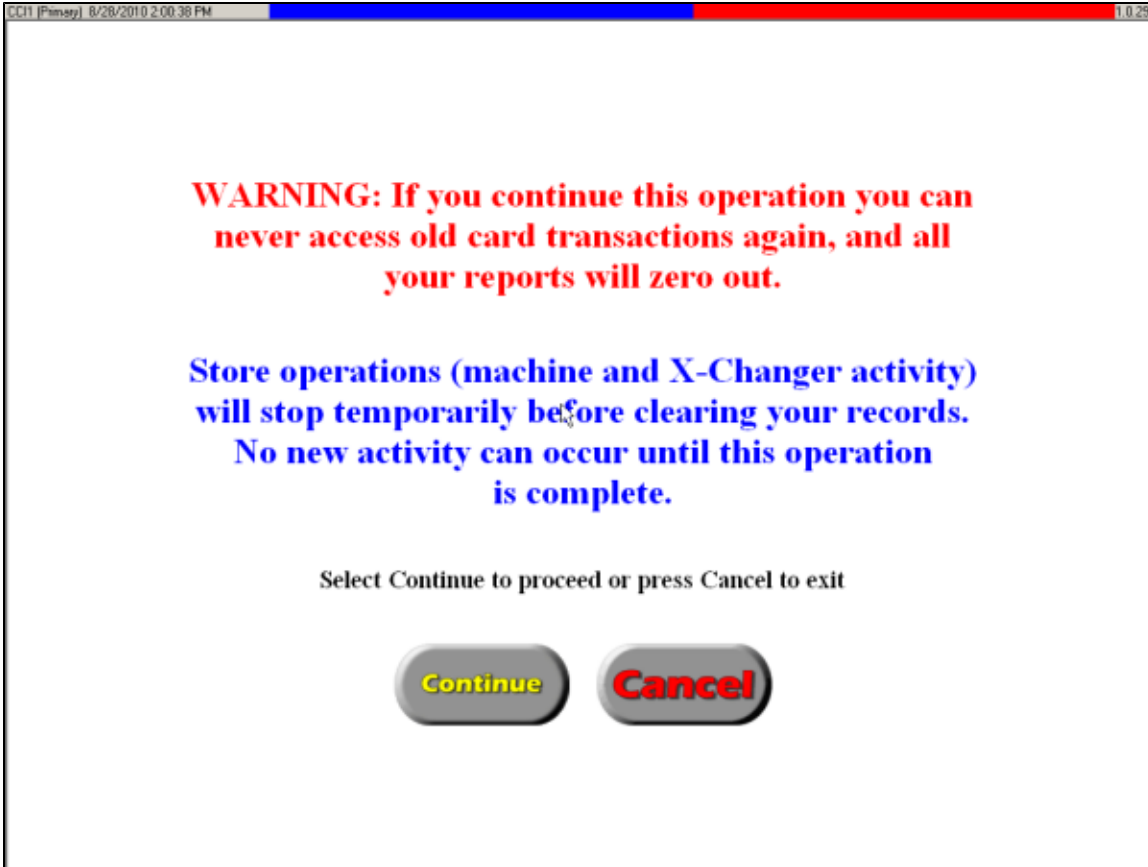 CCI1 (Primary) 8/28/2010 2:00:38 PM
1.0.29
WARNING: If you continue this operation you can
never access old card transactions again, and all
your reports will zero out.
Store operations (machine and X-Changer activity)
will stop temporarily before clearing your records.
No new activity can occur until this operation
is complete.
Select Continue to proceed or press Cancel to exit
Continue
Cancel